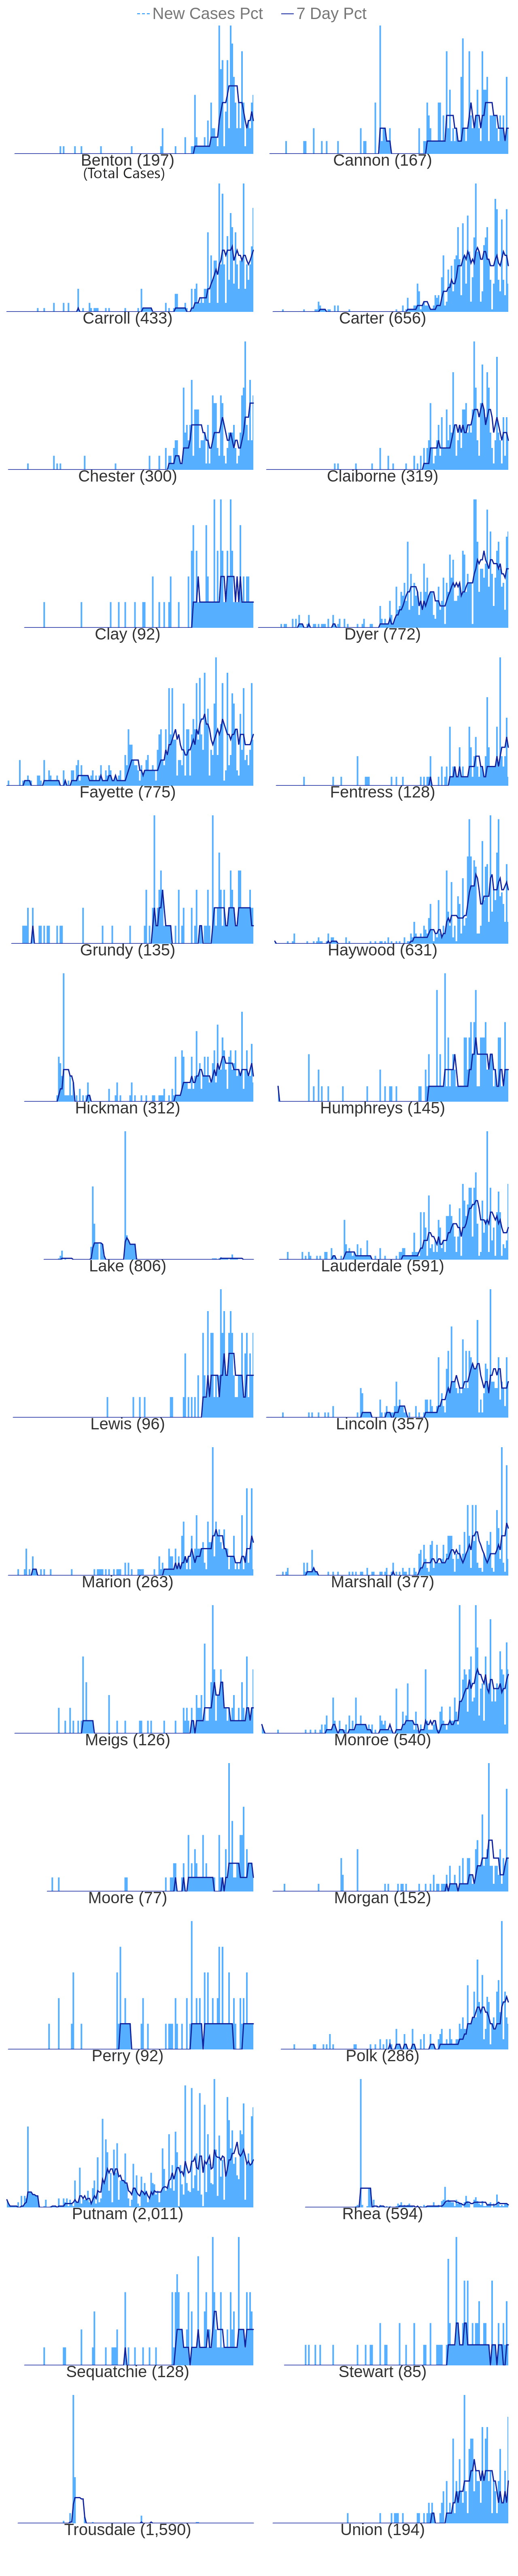 New Cases Pct 7 Day Pct
Benton (197) Cannon (167)
(Total Cases)
Carroll (433) Carter (656)
Chester (300) Claiborne (319)
Clay (92) Dyer (772)
Fayette (775) Fentress (128)
Grundy (135) Haywood (631)
Hickman (312) Humphreys (145)
Lake (806) Lauderdale (591)
Lewis (96) Lincoln (357)
Marion (263) Marshall (377)
Meigs (126) Monroe (540)
Moore (77) Morgan (152)
Perry (92) Polk (286)
Putnam (2,011) Rhea (594)
Sequatchie (128) Stewart (85)
Trousdale (1,590) Union (194)